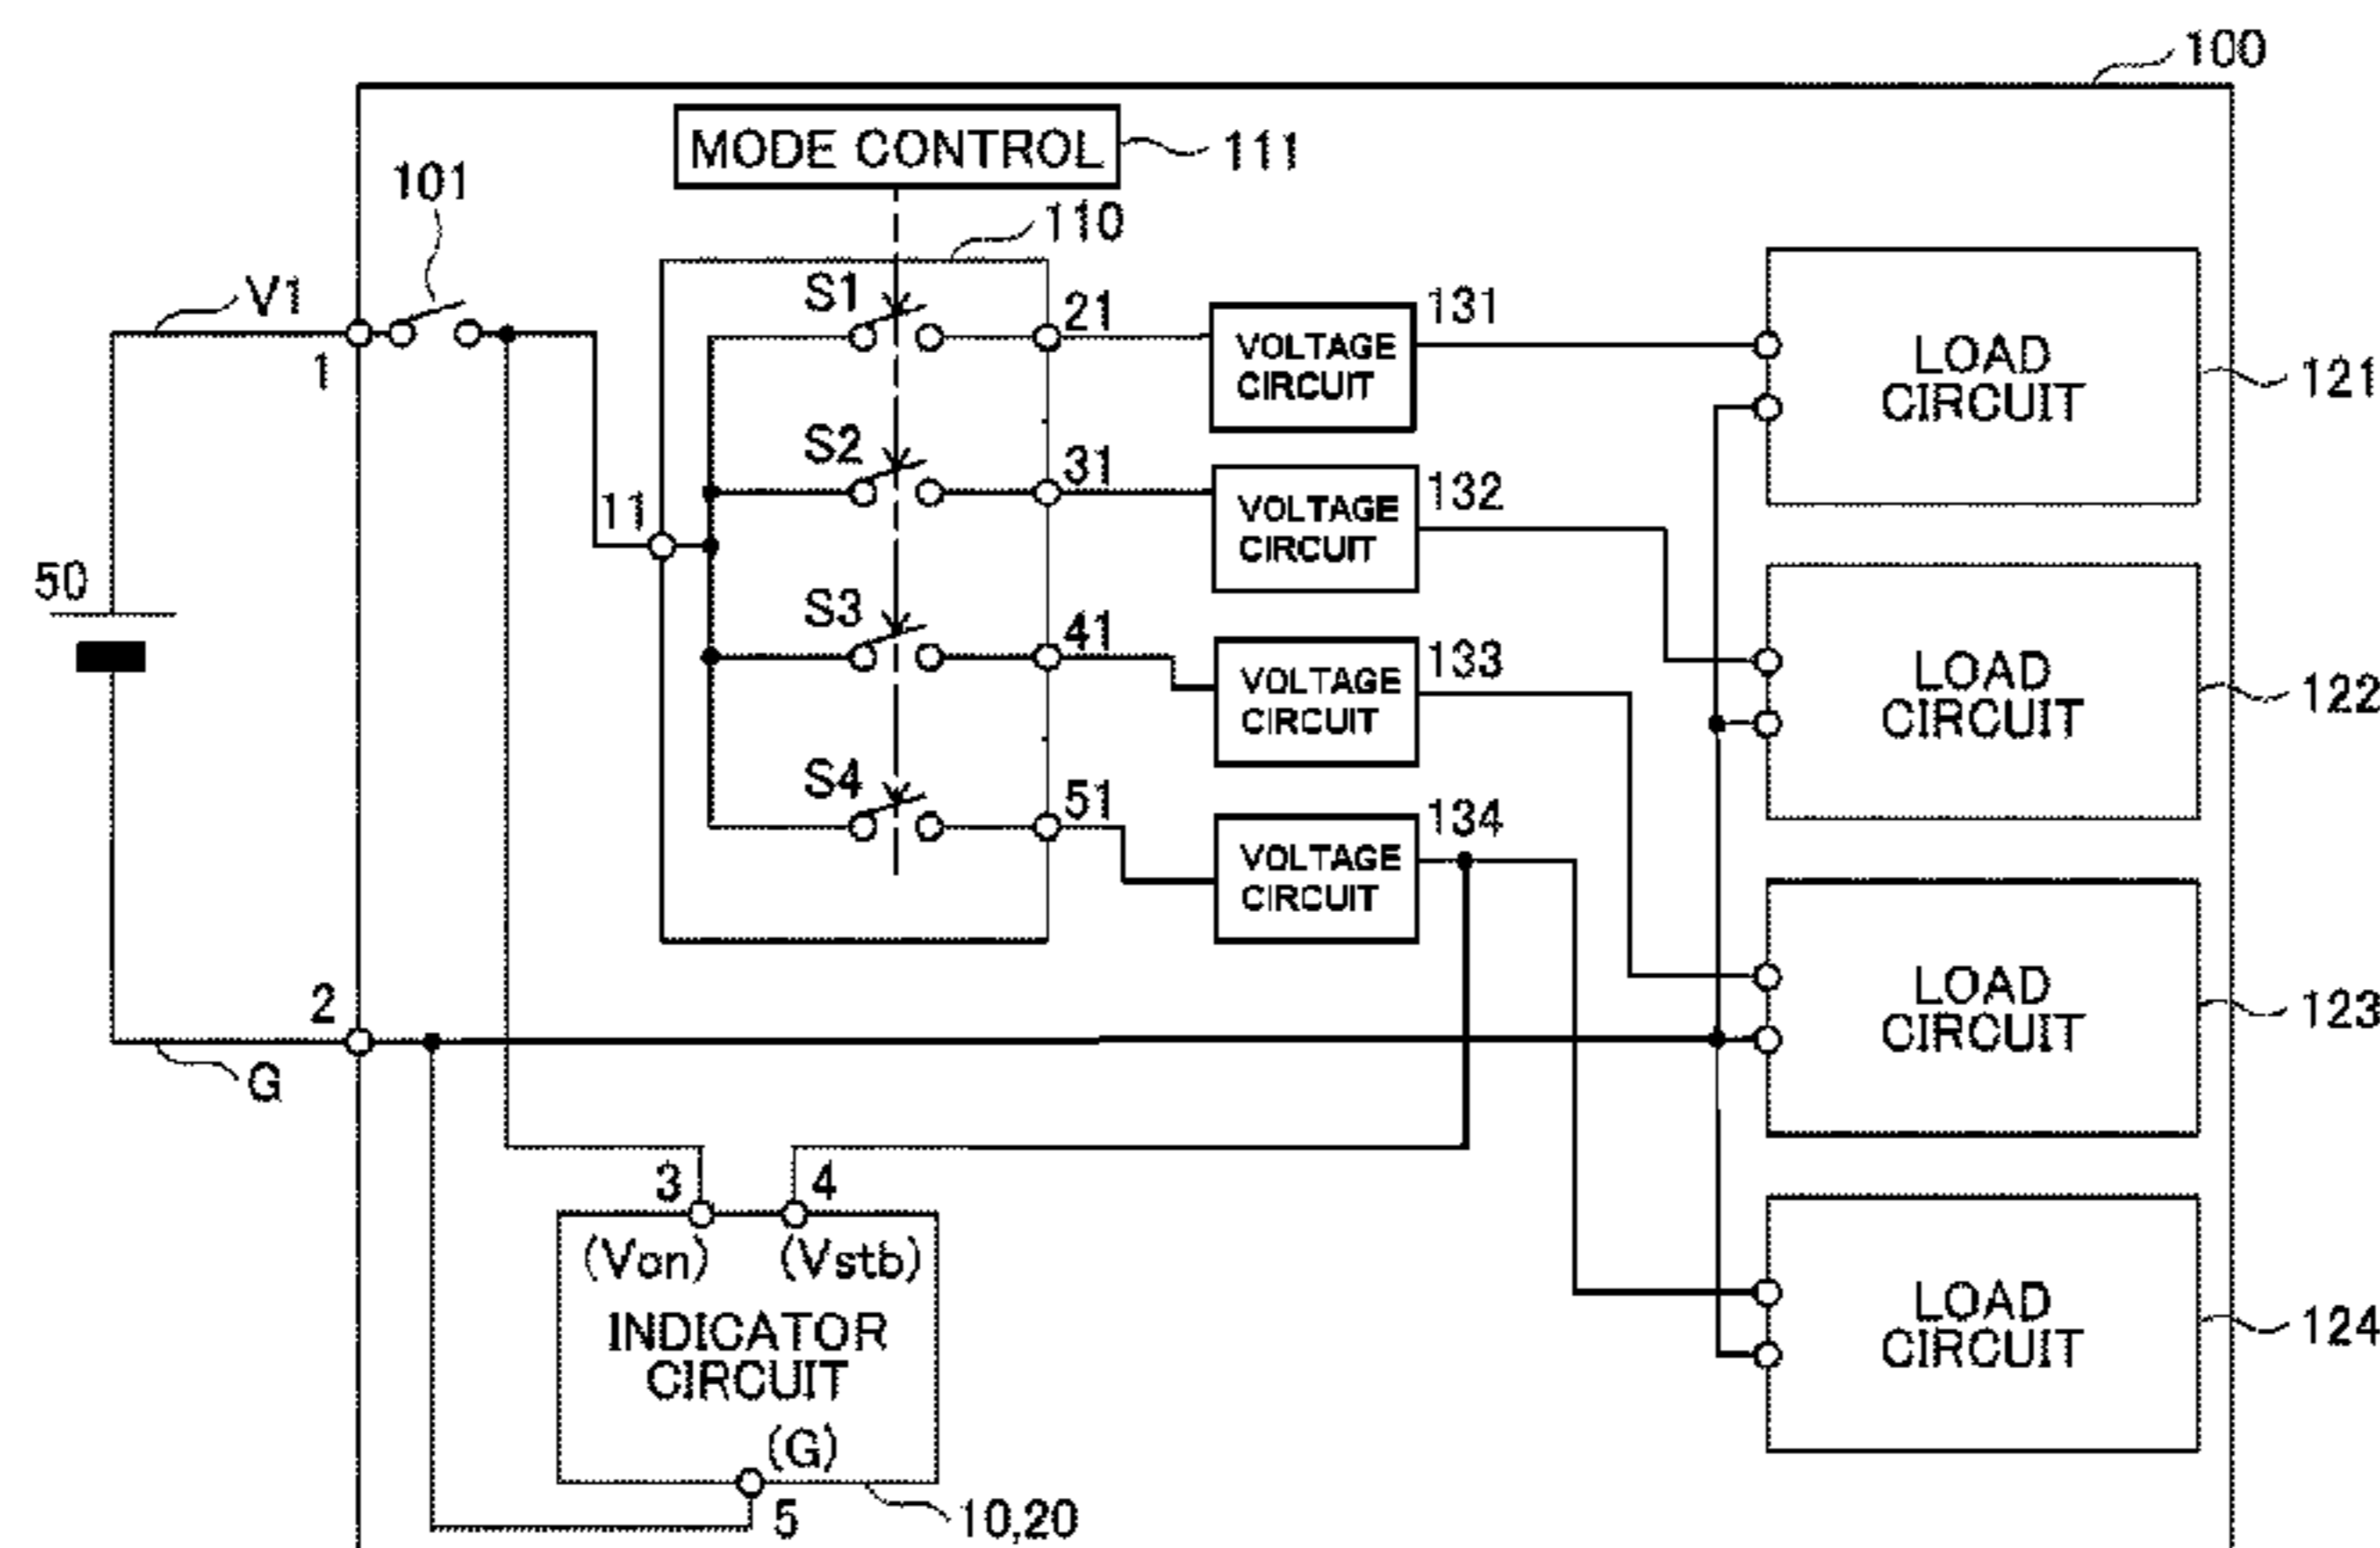 100
MODE CONTROL
111
101
110
V1
1
S1
21
VOLTAGE
CIRCUIT
131
LOAD
CIRCUIT
121
S2
31
VOLTAGE
CIRCUIT
132
11
50
S3
41
VOLTAGE
CIRCUIT
133
LOAD
CIRCUIT
122
S4
51
VOLTAGE
CIRCUIT
134
2
G
LOAD
CIRCUIT
123
3
4
(Von)
(Vstb)
INDICATOR
CIRCUIT
(G)
5
10,20
LOAD
CIRCUIT
124